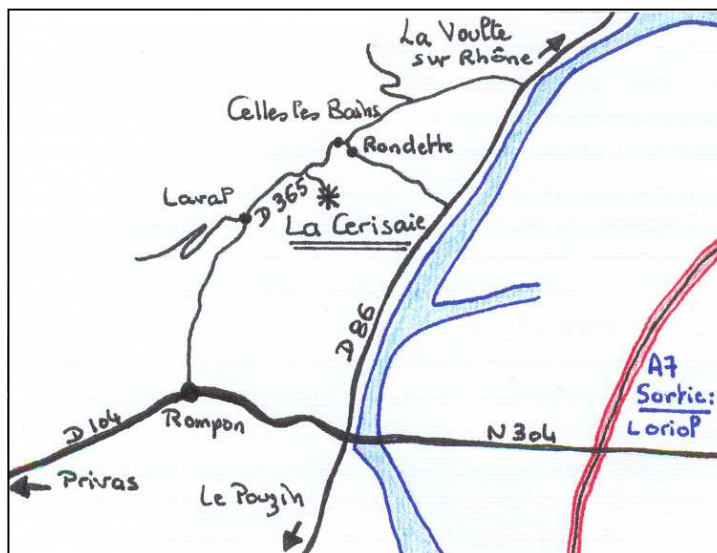 La Voulte
sur Rhône
Celles les Bains
Rondette
Laval
D 365
La Cerisaie
D 86
A7
Sortie:
Loriol
D 104
Rompon
N 304
Privas
Le Pouzin